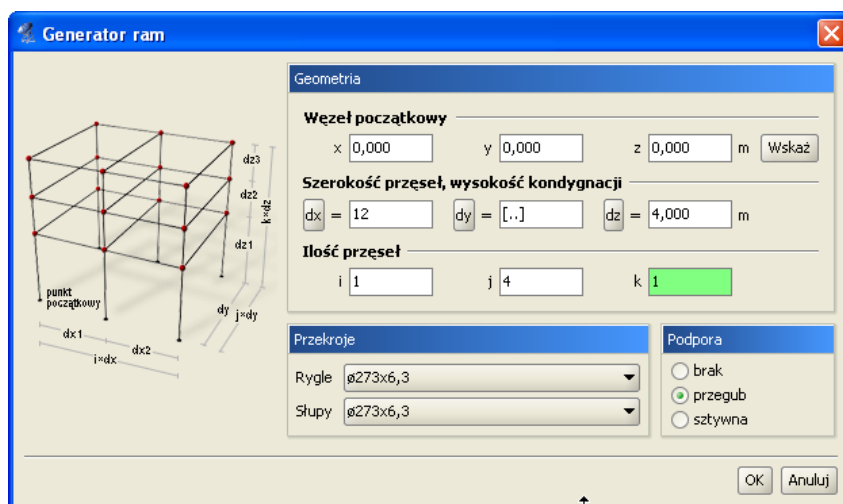 Generator ram
Geometria
Węzeł początkowy
x 0,000 y 0,000 z 0,000 m Wskaż
Szerokość przęseł, wysokość kondygnacji
dx = 12 dy = [..] dz = 4,000 m
Ilość przęseł
i 1 j 4 k 1
dz3
dz2
k×dz
dz1
punkt
początkowy
dy
j×dy
dx1
dx2
i×dx
Przekroje
Rygle ø273x6,3
Słupy ø273x6,3
Podpora
brak
przegub
sztywna
OK Anuluj